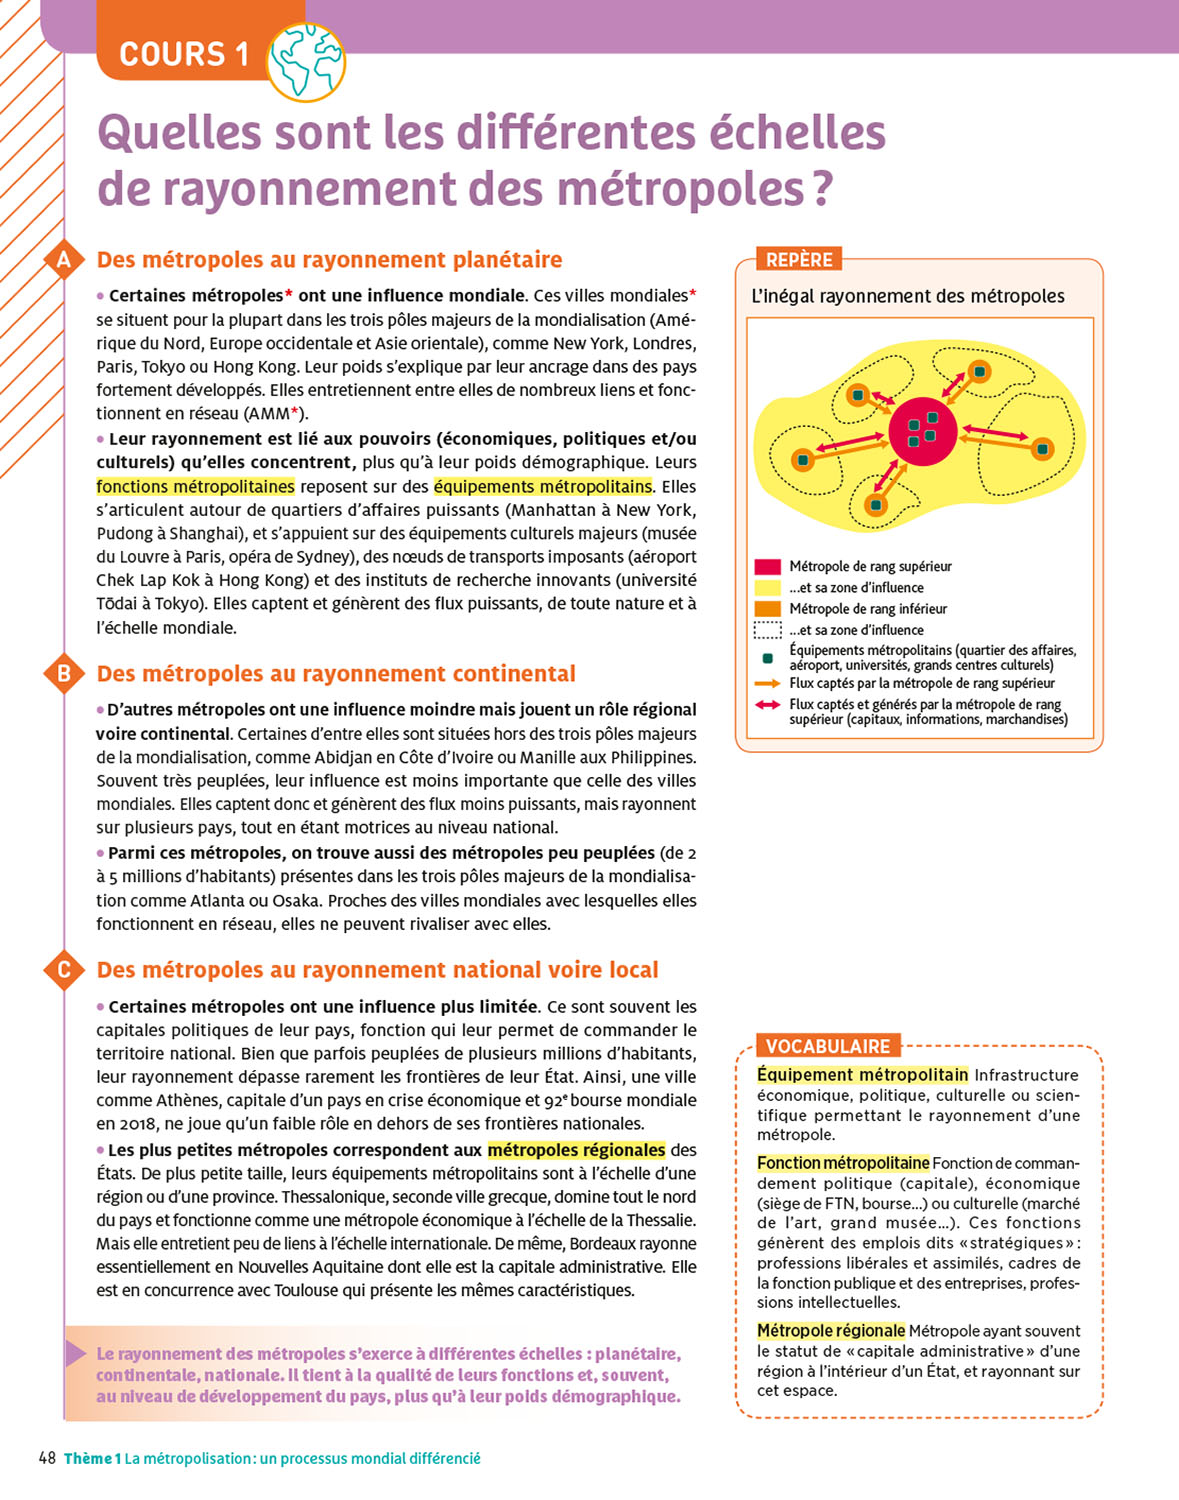 COURS 1
Quelles sont les différentes échelles
de rayonnement des métropoles ?
A
Des métropoles au rayonnement planétaire
• Certaines métropoles* ont une influence mondiale. Ces villes mondiales*
se situent pour la plupart dans les trois pôles majeurs de la mondialisation (Amé-
rique du Nord, Europe occidentale et Asie orientale), comme New York, Londres,
Paris, Tokyo ou Hong Kong. Leur poids s’explique par leur ancrage dans des pays
fortement développés. Elles entretiennent entre elles de nombreux liens et fonc-
tionnent en réseau (AMM*).
• Leur rayonnement est lié aux pouvoirs (économiques, politiques et/ou
culturels) qu’elles concentrent, plus qu’à leur poids démographique. Leurs
fonctions métropolitaines reposent sur des équipements métropolitains. Elles
s’articulent autour de quartiers d’affaires puissants (Manhattan à New York,
Pudong à Shanghai), et s’appuient sur des équipements culturels majeurs (musée
du Louvre à Paris, opéra de Sydney), des nœuds de transports imposants (aéroport
Chek Lap Kok à Hong Kong) et des instituts de recherche innovants (université
Tōdai à Tokyo). Elles captent et génèrent des flux puissants, de toute nature et à
l’échelle mondiale.
B
Des métropoles au rayonnement continental
• D’autres métropoles ont une influence moindre mais jouent un rôle régional
voire continental. Certaines d’entre elles sont situées hors des trois pôles majeurs
de la mondialisation, comme Abidjan en Côte d’Ivoire ou Manille aux Philippines.
Souvent très peuplées, leur influence est moins importante que celle des villes
mondiales. Elles captent donc et génèrent des flux moins puissants, mais rayonnent
sur plusieurs pays, tout en étant motrices au niveau national.
• Parmi ces métropoles, on trouve aussi des métropoles peu peuplées (de 2
à 5 millions d’habitants) présentes dans les trois pôles majeurs de la mondialisa-
tion comme Atlanta ou Osaka. Proches des villes mondiales avec lesquelles elles
fonctionnent en réseau, elles ne peuvent rivaliser avec elles.
C
Des métropoles au rayonnement national voire local
• Certaines métropoles ont une influence plus limitée. Ce sont souvent les
capitales politiques de leur pays, fonction qui leur permet de commander le
territoire national. Bien que parfois peuplées de plusieurs millions d’habitants,
leur rayonnement dépasse rarement les frontières de leur État. Ainsi, une ville
comme Athènes, capitale d’un pays en crise économique et 92e bourse mondiale
en 2018, ne joue qu’un faible rôle en dehors de ses frontières nationales.
• Les plus petites métropoles correspondent aux métropoles régionales des
États. De plus petite taille, leurs équipements métropolitains sont à l’échelle d’une
région ou d’une province. Thessalonique, seconde ville grecque, domine tout le nord
du pays et fonctionne comme une métropole économique à l’échelle de la Thessalie.
Mais elle entretient peu de liens à l’échelle internationale. De même, Bordeaux rayonne
essentiellement en Nouvelles Aquitaine dont elle est la capitale administrative. Elle
est en concurrence avec Toulouse qui présente les mêmes caractéristiques.
Le rayonnement des métropoles s’exerce à différentes échelles : planétaire,
continentale, nationale. Il tient à la qualité de leurs fonctions et, souvent,
au niveau de développement du pays, plus qu’à leur poids démographique.
REPÈRE
L’inégal rayonnement des métropoles
Métropole de rang supérieur
...et sa zone d’influence
Métropole de rang inférieur
...et sa zone d’influence
Équipements métropolitains (quartier des affaires,
aéroport, universités, grands centres culturels)
Flux captés par la métropole de rang supérieur
Flux captés et générés par la métropole de rang
supérieur (capitaux, informations, marchandises)
VOCABULAIRE
Équipement métropolitain Infrastructure
économique, politique, culturelle ou scien-
tifique permettant le rayonnement d’une
métropole.
Fonction métropolitaine Fonction de comman-
dement politique (capitale), économique
(siège de FTN, bourse...) ou culturelle (marché
de l’art, grand musée...). Ces fonctions
génèrent des emplois dits « stratégiques » :
professions libérales et assimilés, cadres de
la fonction publique et des entreprises, profes-
sions intellectuelles.
Métropole régionale Métropole ayant souvent
le statut de « capitale administrative » d’une
région à l’intérieur d’un État, et rayonnant sur
cet espace.
48 Thème 1 La métropolisation : un processus mondial différencié